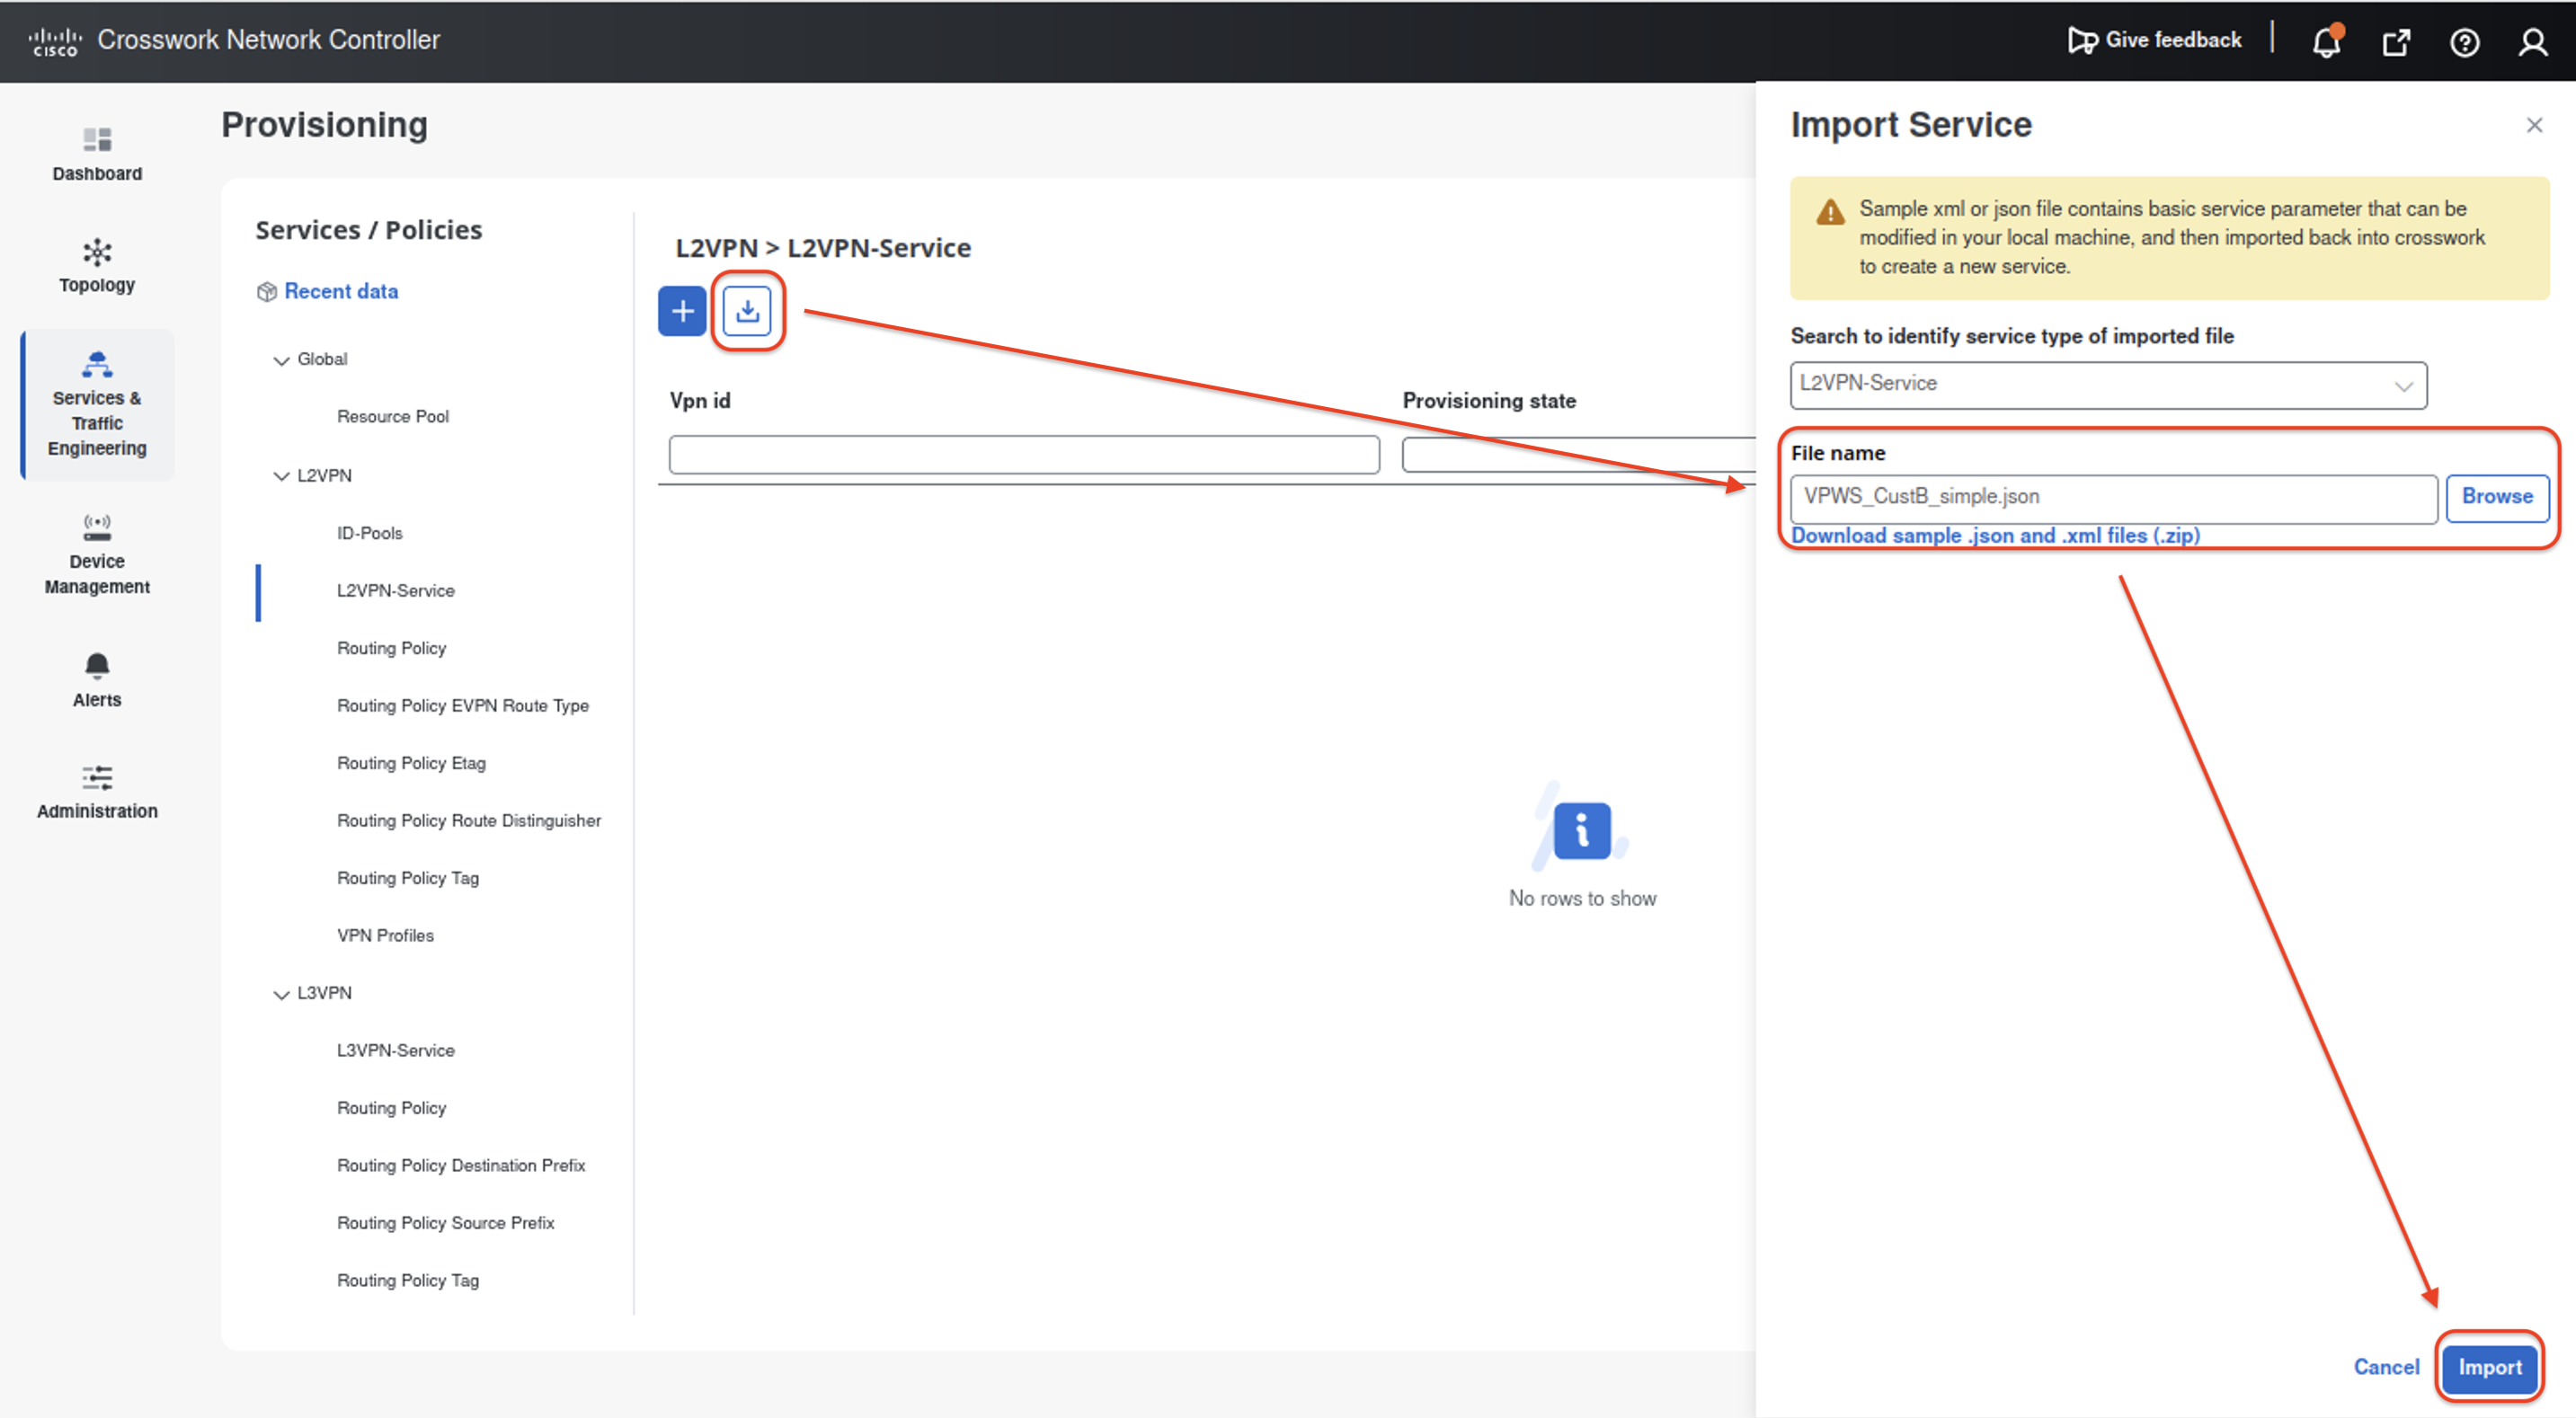 CISCO
Crosswork Network Controller
Give feedback
Dashboard
Topology
Services &
Traffic
Engineering
Device
Management
Alerts
Administration
Provisioning
Services / Policies
Recent data
Global
Resource Pool
L2VPN
ID-Pools
L2VPN-Service
Routing Policy
Routing Policy EVPN Route Type
Routing Policy Etag
Routing Policy Route Distinguisher
Routing Policy Tag
VPN Profiles
L3VPN
L3VPN-Service
Routing Policy
Routing Policy Destination Prefix
Routing Policy Source Prefix
Routing Policy Tag
L2VPN > L2VPN-Service
Vpn id
Provisioning state
No rows to show
Import Service
Sample xml or json file contains basic service parameter that can be
modified in your local machine, and then imported back into crosswork
to create a new service.
Search to identify service type of imported file
L2VPN-Service
File name
VPWS_CustB_simple.json
Browse
Download sample .json and .xml files (.zip)
Cancel
Import